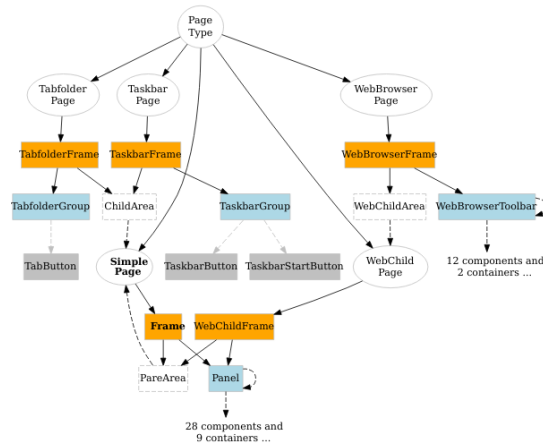 Page
Type
Tabfolder
Page
Taskbar
Page
WebBrowser
Page
TabfolderFrame
TaskbarFrame
WebBrowserFrame
TabfolderGroup
ChildArea
TaskbarGroup
WebChildArea
WebBrowserToolbar
TabButton
Simple
Page
TaskbarButton
TaskbarStartButton
WebChild
Page
12 components and
2 containers ...
Frame
WebChildFrame
PareArea
Panel
28 components and
9 containers ...